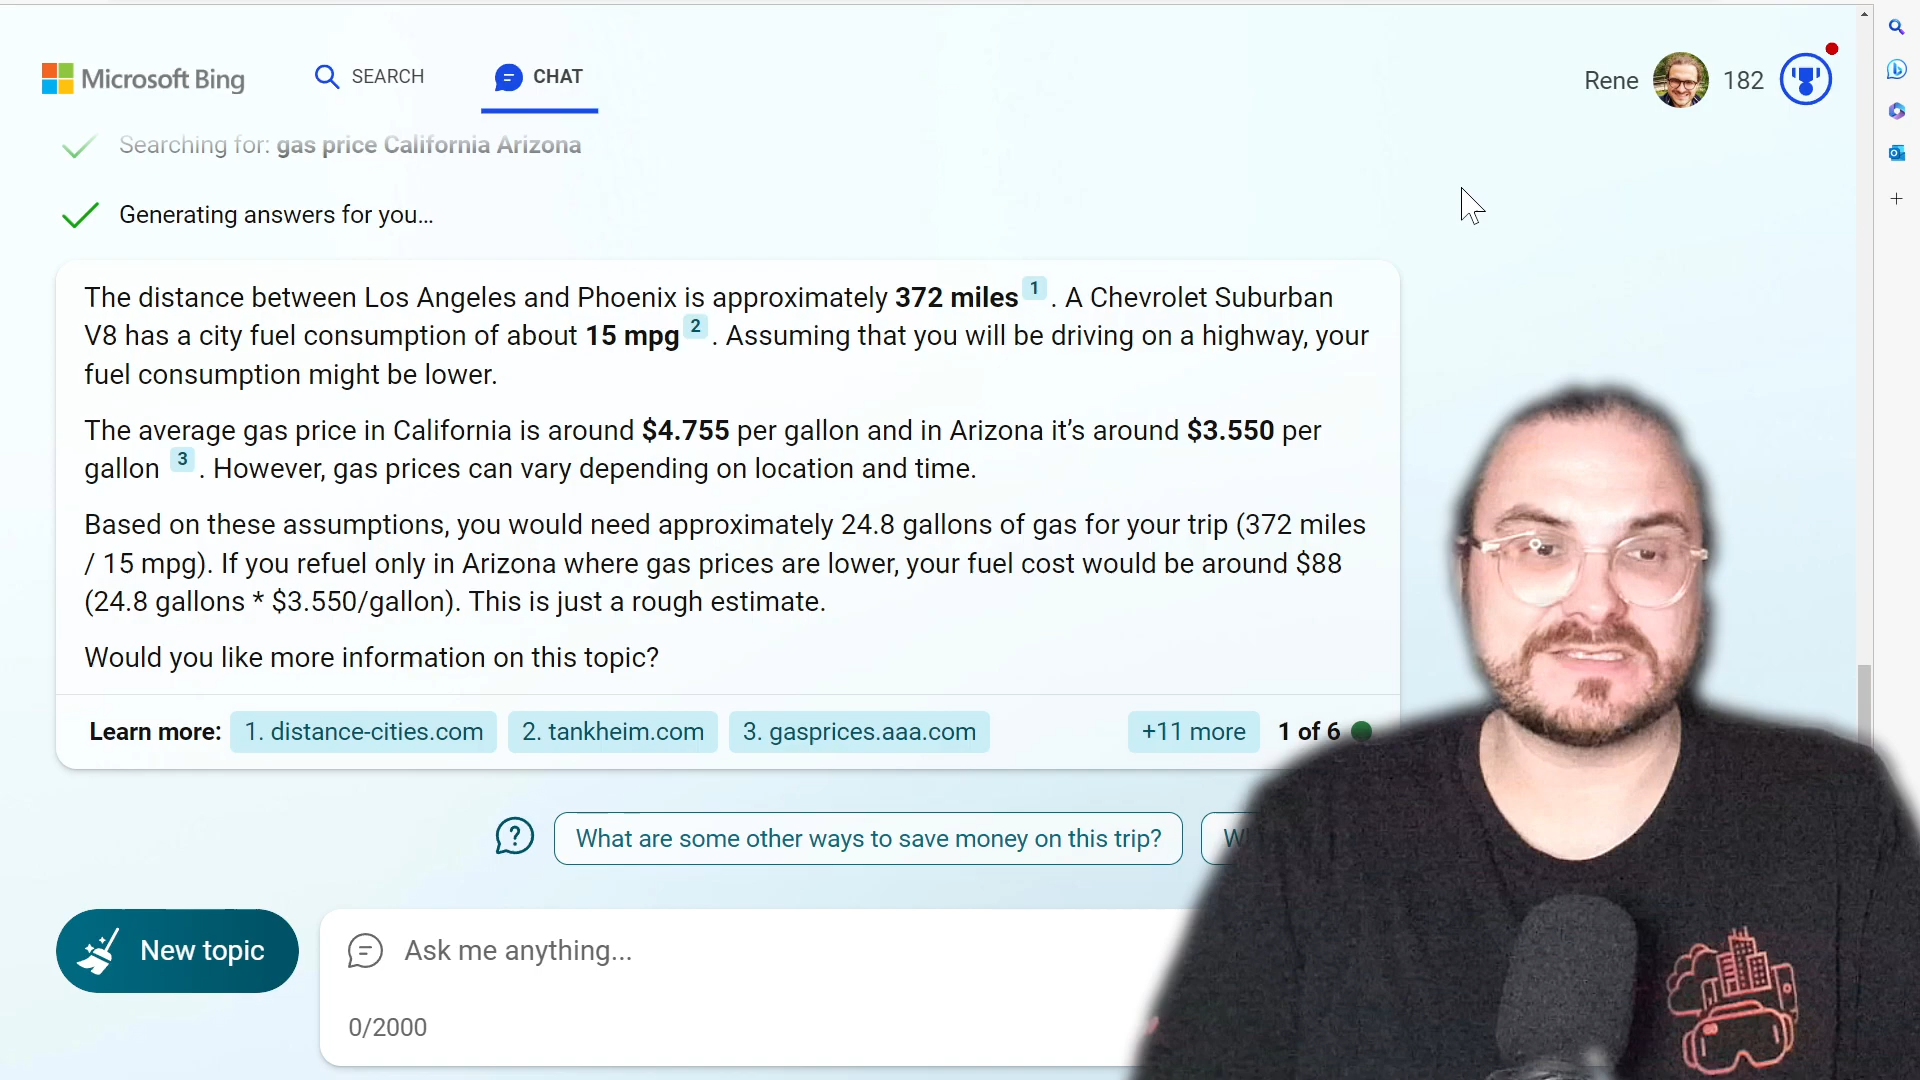 Microsoft Bing
SEARCH
CHAT
Rene
182
Searching for: gas price California Arizona
Generating answers for you...
The distance between Los Angeles and Phoenix is approximately 372 miles 1 . A Chevrolet Suburban
V8 has a city fuel consumption of about 15 mpg 2 . Assuming that you will be driving on a highway, your
fuel consumption might be lower.
The average gas price in California is around $4.755 per gallon and in Arizona it's around $3.550 per
gallon 3 . However, gas prices can vary depending on location and time.
Based on these assumptions, you would need approximately 24.8 gallons of gas for your trip (372 miles
/ 15 mpg). If you refuel only in Arizona where gas prices are lower, your fuel cost would be around $88
(24.8 gallons * $3.550/gallon). This is just a rough estimate.
Would you like more information on this topic?
Learn more: 1. distance-cities.com 2. tankheim.com 3. gasprices.aaa.com +11 more 1 of 6
What are some other ways to save money on this trip?
New topic
Ask me anything...
0/2000